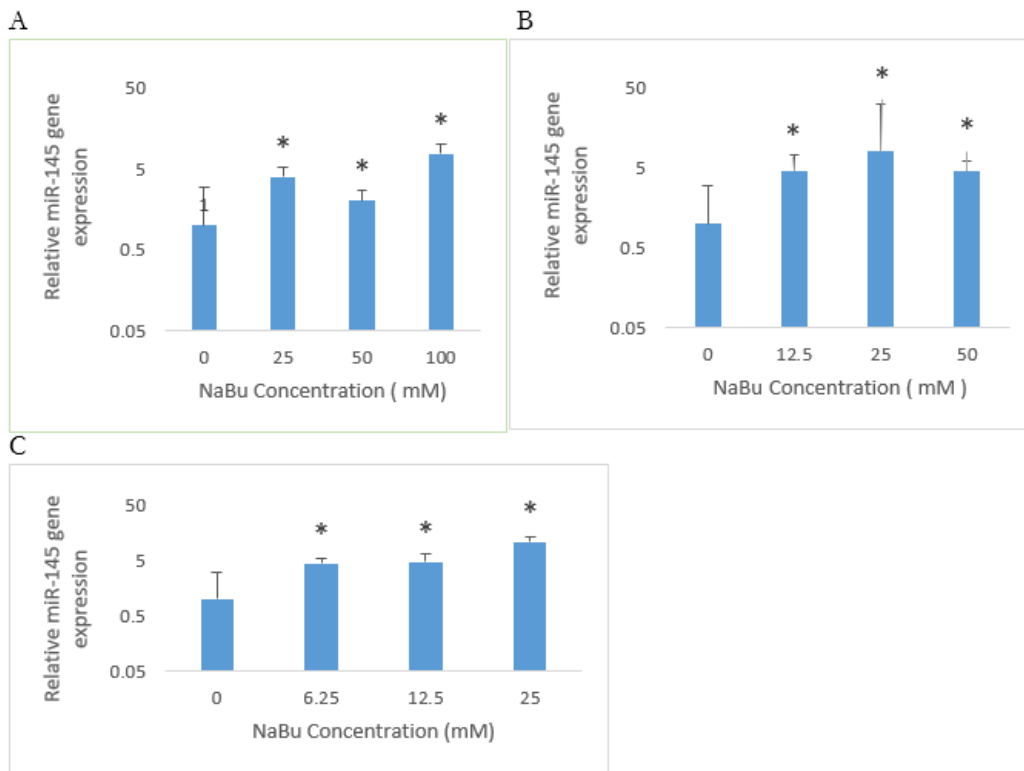 A
Relative miR-145 gene
expression
50
5
0.5
0.05
*
*
*
1
0
25
50
100
NaBu Concentration ( mM)
B
Relative miR-145 gene
expression
50
5
0.5
0.05
*
*
*
0
12.5
25
50
NaBu Concentration ( mM )
C
Relative miR-145 gene
expression
50
5
0.5
0.05
*
*
*
0
6.25
12.5
25
NaBu Concentration (mM)